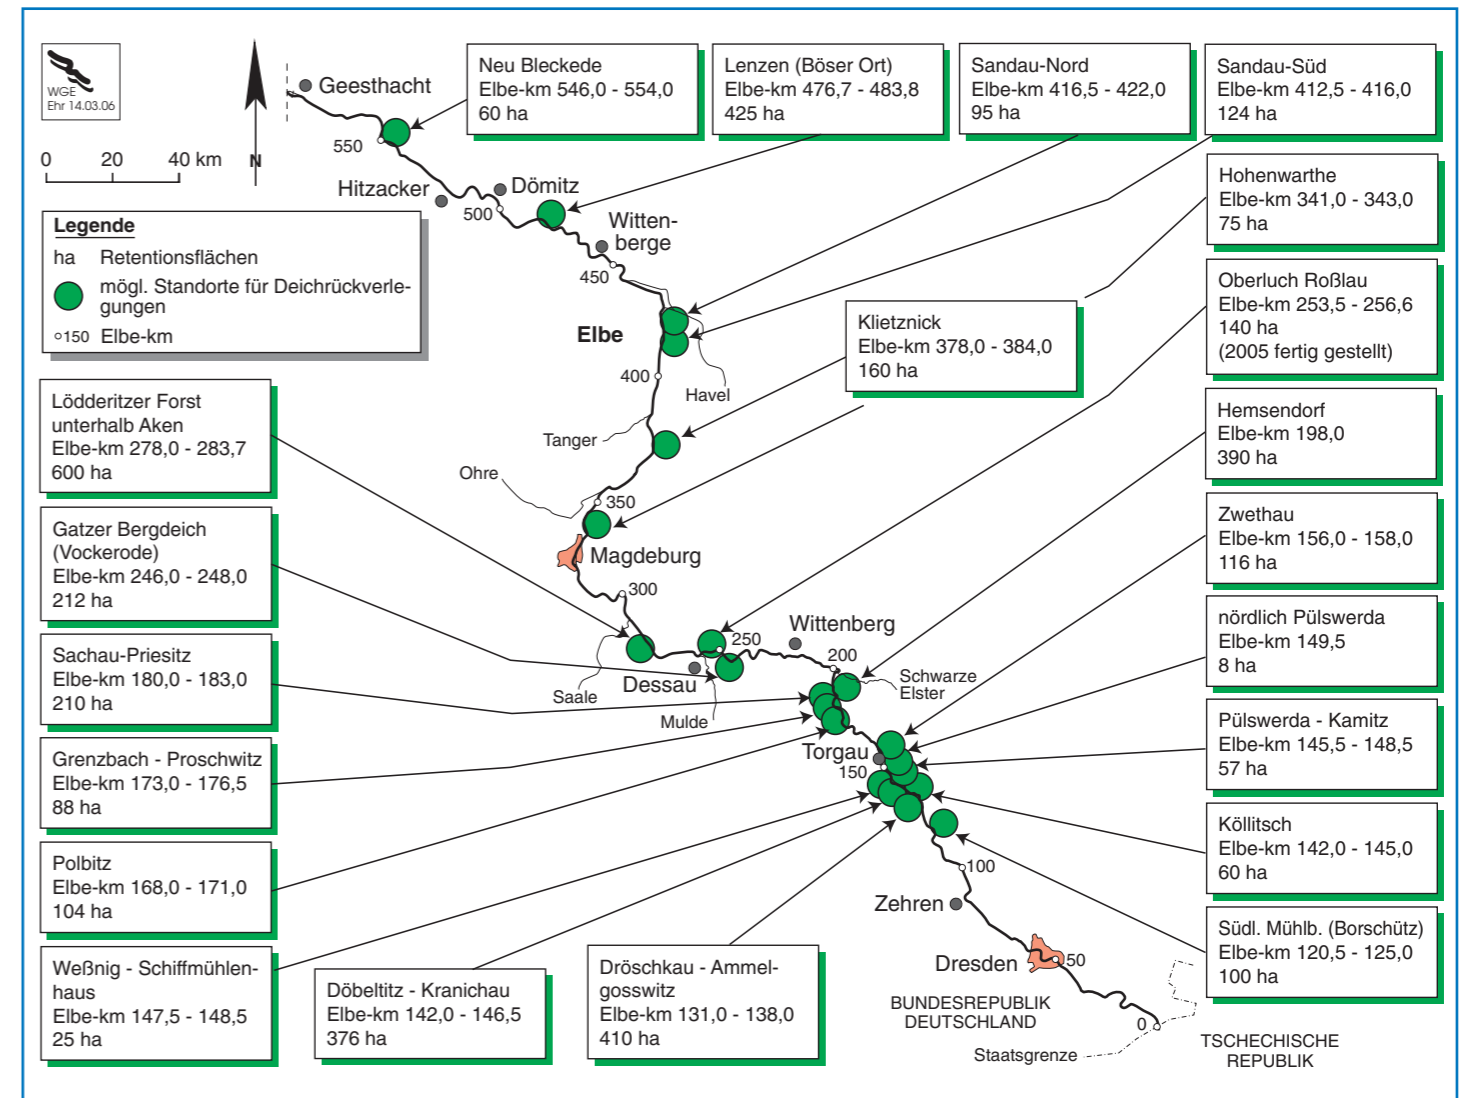 WGE
Ehr 14.03.06
0 20 40 km
N
Geesthacht
Neu Bleckede
Elbe-km 546,0 - 554,0
60 ha
Lenzen (Böser Ort)
Elbe-km 476,7 - 483,8
425 ha
Sandau-Nord
Elbe-km 416,5 - 422,0
95 ha
Sandau-Süd
Elbe-km 412,5 - 416,0
124 ha
550
Hitzacker
Dömitz
500
Witten-
berge
450
Hohenwarthe
Elbe-km 341,0 - 343,0
75 ha
Legende
ha Retentionsflächen
mögl. Standorte für Deichrückverle-
gungen
150 Elbe-km
Elbe
400
Havel
Tanger
Ohre
350
Klietznick
Elbe-km 378,0 - 384,0
160 ha
Oberluch Roßlau
Elbe-km 253,5 - 256,6
140 ha
(2005 fertig gestellt)
Lödderitzer Forst
unterhalb Aken
Elbe-km 278,0 - 283,7
600 ha
Hemsendorf
Elbe-km 198,0
390 ha
Gatzer Bergdeich
(Vockerode)
Elbe-km 246,0 - 248,0
212 ha
Magdeburg
300
Zwethau
Elbe-km 156,0 - 158,0
116 ha
Sachau-Priesitz
Elbe-km 180,0 - 183,0
210 ha
Saale
Dessau
Mulde
250
Wittenberg
200
Schwarze
Elster
nördlich Pülswerda
Elbe-km 149,5
8 ha
Grenzbach - Proschwitz
Elbe-km 173,0 - 176,5
88 ha
Torgau
150
Pülswerda - Kamitz
Elbe-km 145,5 - 148,5
57 ha
Polbitz
Elbe-km 168,0 - 171,0
104 ha
Köllitsch
Elbe-km 142,0 - 145,0
60 ha
100
Zehren
Weßnig - Schiffmühlen-
haus
Elbe-km 147,5 - 148,5
25 ha
Döbeltitz - Kranichau
Elbe-km 142,0 - 146,5
376 ha
Dröschkau - Ammel-
gosswitz
Elbe-km 131,0 - 138,0
410 ha
Südl. Mühlb. (Borschütz)
Elbe-km 120,5 - 125,0
100 ha
Dresden
50
BUNDESREPUBLIK
DEUTSCHLAND
0
Staatsgrenze
TSCHECHISCHE
REPUBLIK